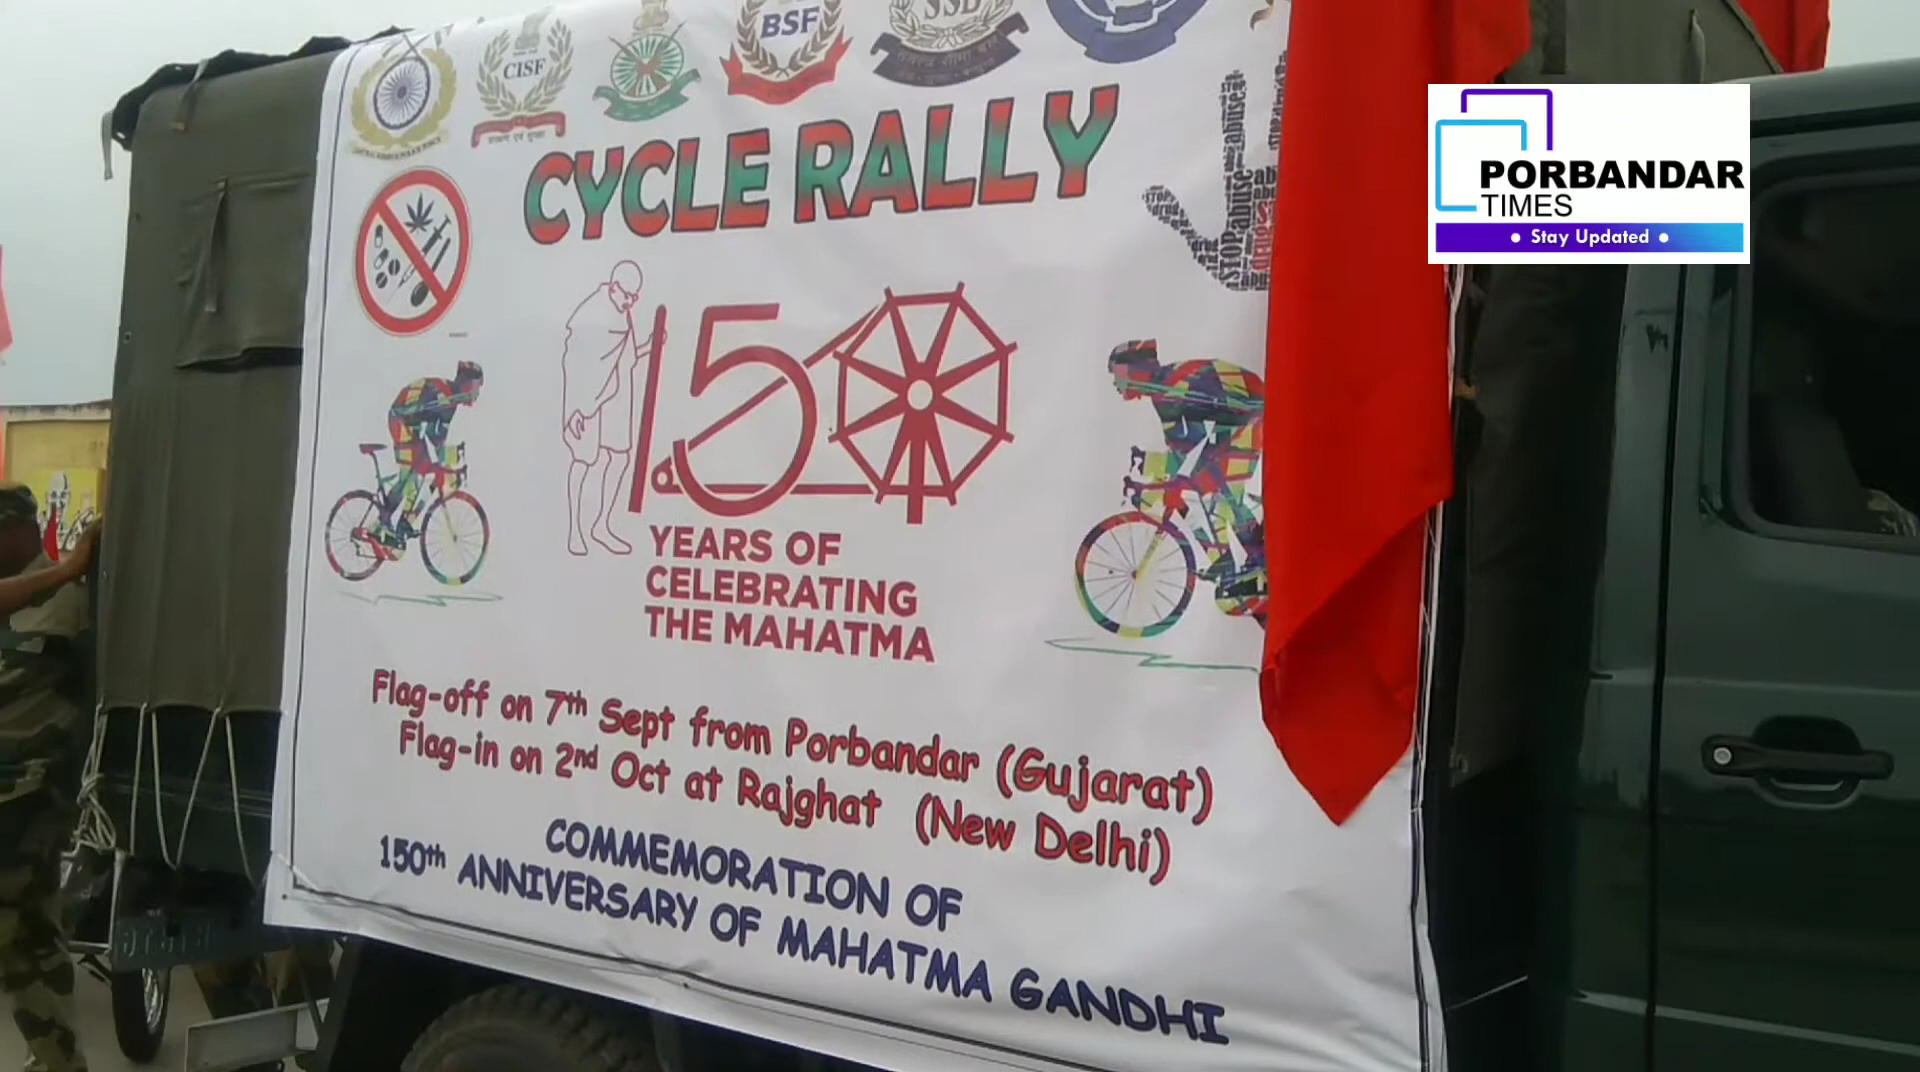 CISF
BSF
SSB
CYCLE RALLY
150
YEARS OF
CELEBRATING
THE MAHATMA
Flag-off on 7th Sept from Porbandar (Gujarat)
Flag-in on 2nd Oct at Rajghat (New Delhi)
COMMEMORATION OF
150th ANNIVERSARY OF MAHATMA GANDHI
STOP abuse
PORBANDAR
TIMES
• Stay Updated •